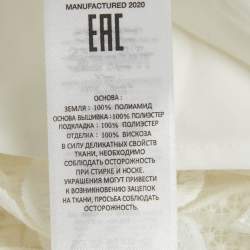 MANUFACTURED 2020
EAC
ОСНОВА :
ЗЕМЛЯ : 100% ПОЛИАМИД
ОСНОВА ВЫШИВКА :100% ПОЛИЭСТЕР
ПОДКЛАДКА : 100% ПОЛИЭСТЕР
ОТДЕЛКА : 100% ВИСКОЗА
В СИЛУ ДЕЛИКАТНЫХ СВОЙСТВ
ТКАНИ, НЕОБХОДИМО
СОБЛЮДАТЬ ОСТОРОЖНОСТЬ
ПРИ СТИРКЕ И НОСКЕ.
УКРАШЕНИЯ МОГУТ ПРИВЕСТИ
К ВОЗНИКНОВЕНИЮ ЗАЦЕПОК
НА ТКАНИ, ПРОСЬБА СОБЛЮДАТЬ
ОСТОРОЖНОСТЬ.